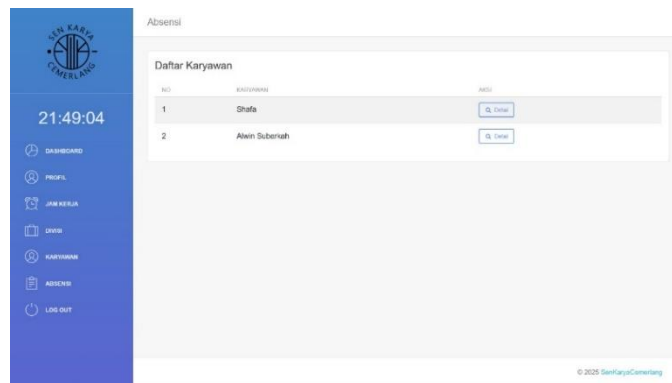 SEN KARYA
CEMERLANG
21:49:04
DASHBOARD
PROFIL
JAM KERJA
DIVISI
KARYAWAN
ABSENSI
LOG OUT
Absensi
Daftar Karyawan
NO KARYAWAN AKSI
1 Shafa Detail
2 Alwin Suberkah Detail
© 2025 SenKaryaCemerlang